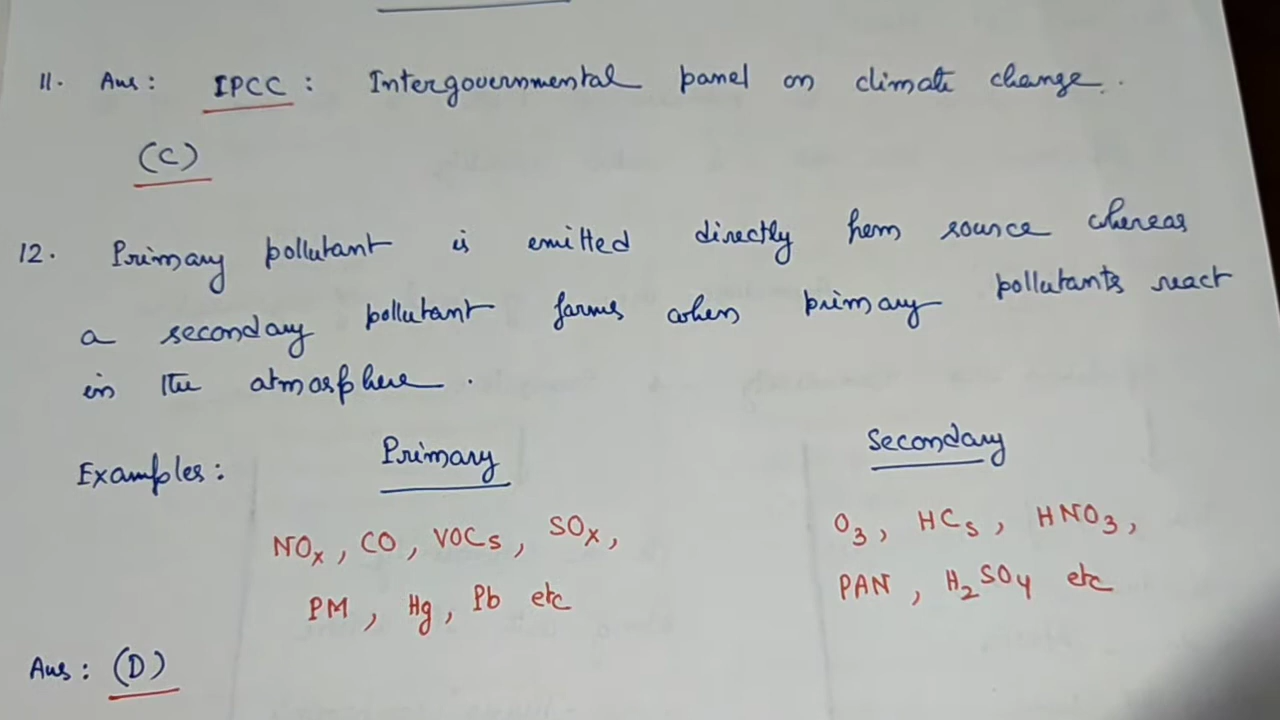 11. Ans: IPCC: Intergovernmental panel on climate change.
(C)
12. Primary pollutant is emitted directly from source whereas
a secondary pollutant forms when primary pollutants react
in the atmosphere.
Examples: Primary Secondary
NOx, CO, VOCs, SOx, O3, HCs, HNO3,
PM, Hg, Pb etc PAN, H2SO4 etc
Ans: (D)